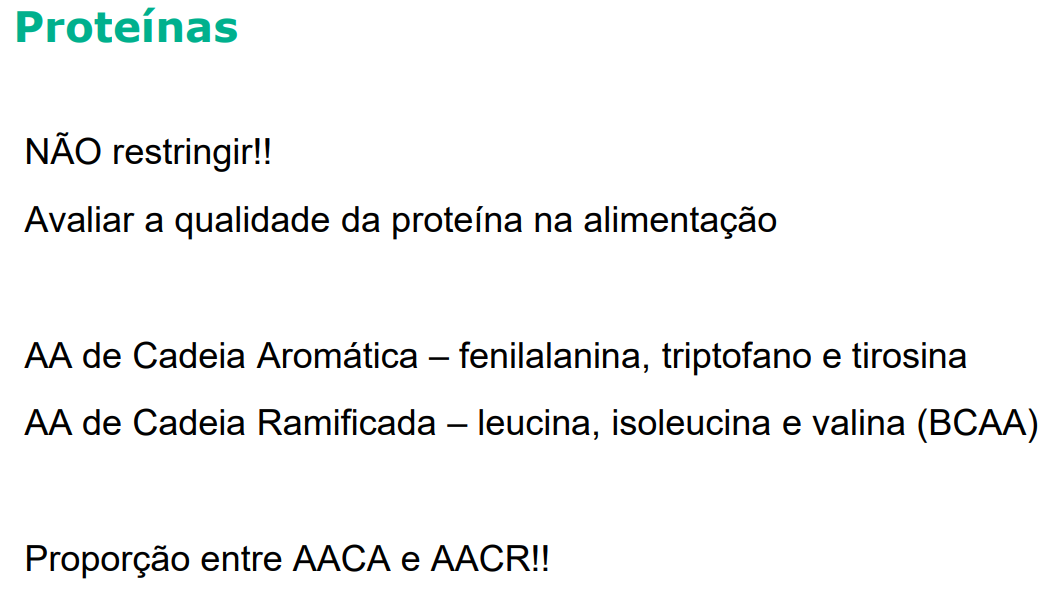 Proteínas
NÃO restringir!!
Avaliar a qualidade da proteína na alimentação
AA de Cadeia Aromática – fenilalanina, triptofano e tirosina
AA de Cadeia Ramificada – leucina, isoleucina e valina (BCAA)
Proporção entre AACA e AACR!!